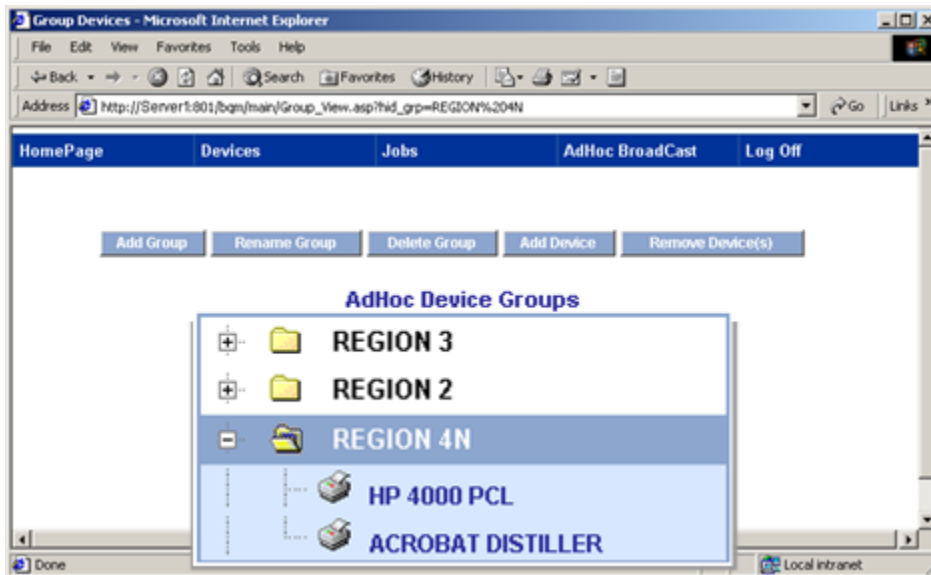 Group Devices - Microsoft Internet Explorer
File Edit View Favorites Tools Help
Back Search Favorites History
Address http://Server1:801/bqm/main/Group_View.asp?hid_grp=REGION%204N Go Links »
HomePage Devices Jobs AdHoc BroadCast Log Off
Add Group Rename Group Delete Group Add Device Remove Device(s)
AdHoc Device Groups
REGION 3
REGION 2
REGION 4N
HP 4000 PCL
ACROBAT DISTILLER
Done Local intranet